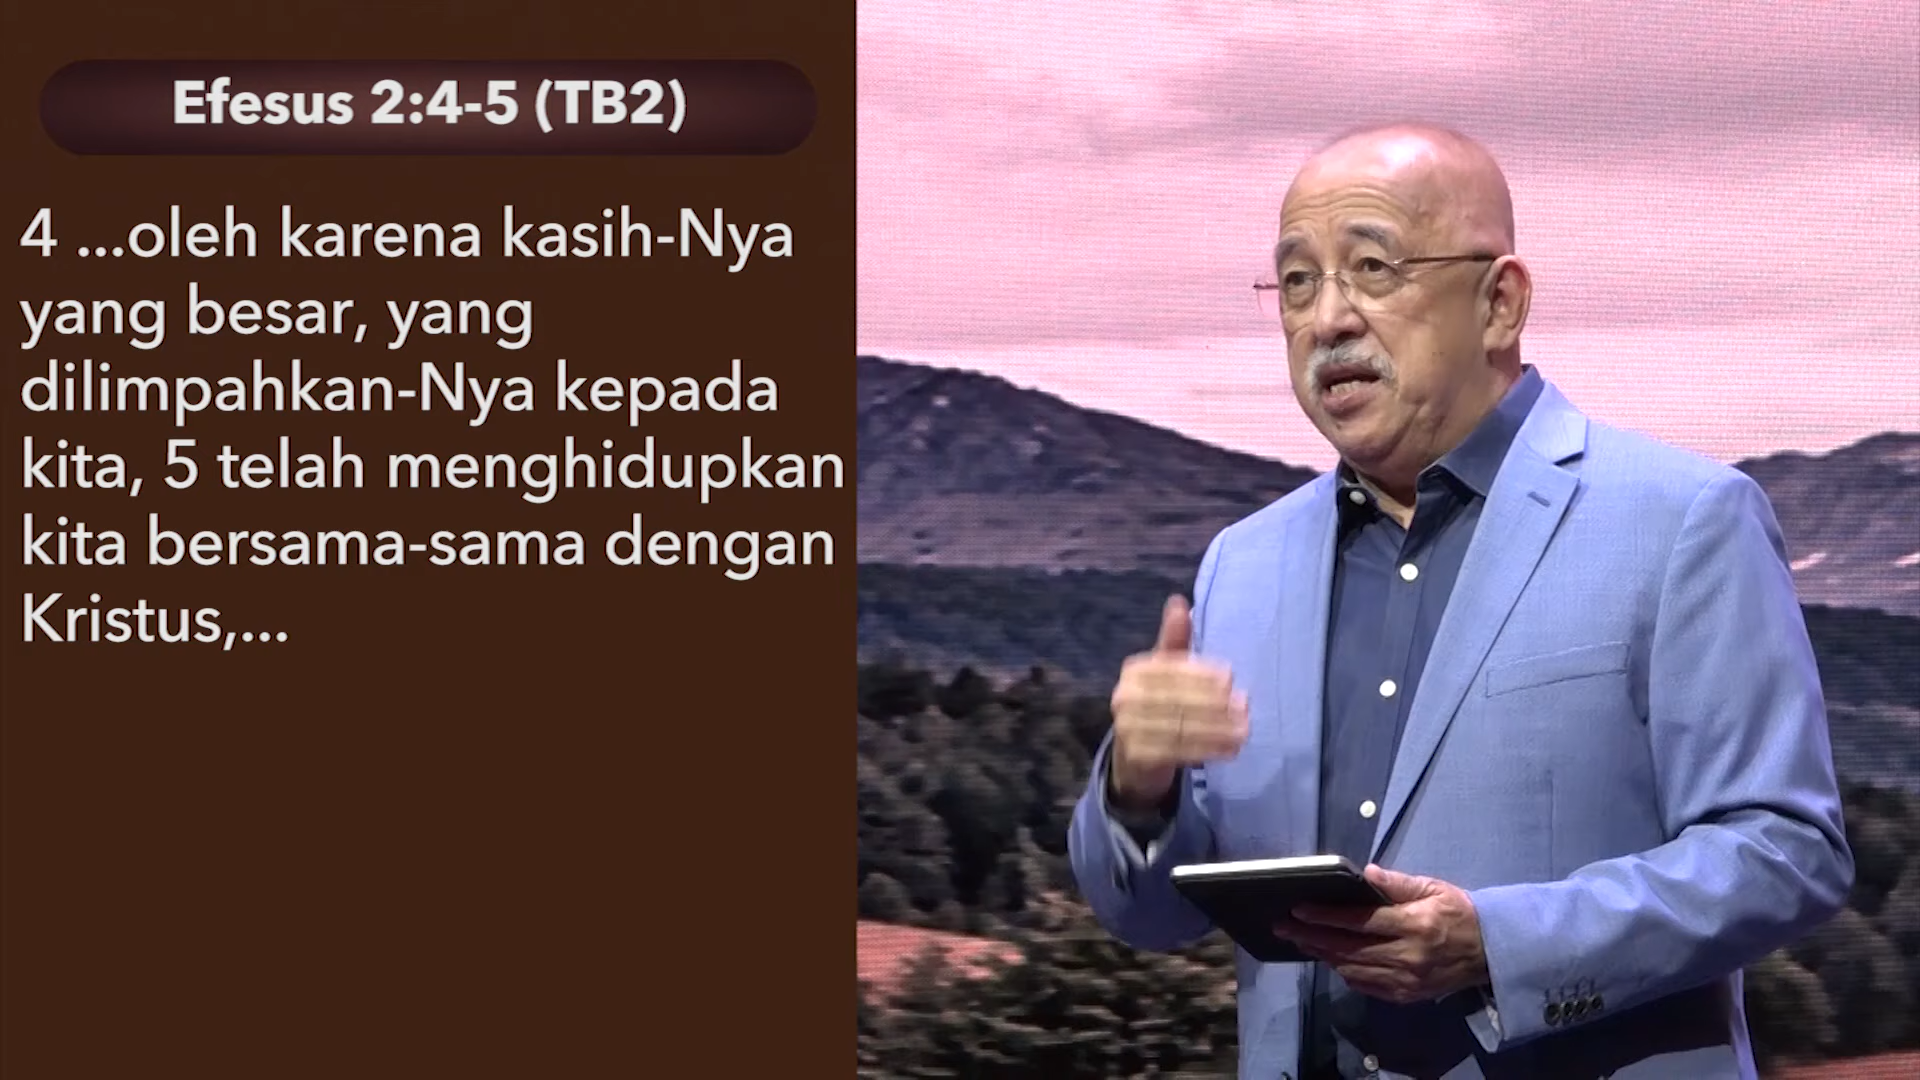 Efesus 2:4-5 (TB2)
4 ...oleh karena kasih-Nya
yang besar, yang
dilimpahkan-Nya kepada
kita, 5 telah menghidupkan
kita bersama-sama dengan
Kristus,...